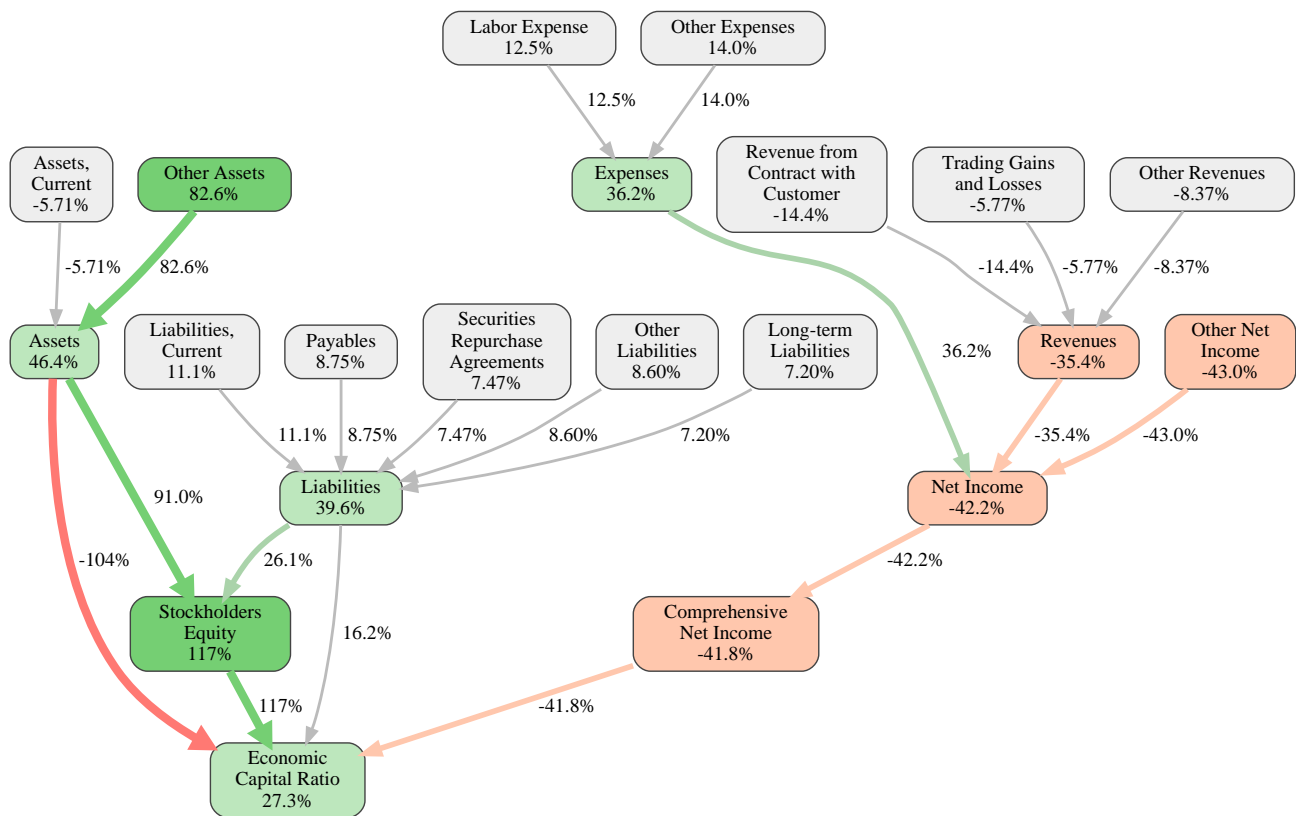 Labor Expense
12.5%
Other Expenses
14.0%
12.5%
14.0%
Assets,
Current
-5.71%
Other Assets
82.6%
Expenses
36.2%
Revenue from
Contract with
Customer
-14.4%
Trading Gains
and Losses
-5.77%
Other Revenues
-8.37%
-5.71%
82.6%
-14.4%
-5.77%
-8.37%
Assets
46.4%
Liabilities,
Current
11.1%
Payables
8.75%
Securities
Repurchase
Agreements
7.47%
Other
Liabilities
8.60%
Long-term
Liabilities
7.20%
36.2%
Revenues
-35.4%
Other Net
Income
-43.0%
11.1%
8.75%
7.47%
8.60%
7.20%
-35.4%
-43.0%
91.0%
Liabilities
39.6%
Net Income
-42.2%
-104%
26.1%
-42.2%
Stockholders
Equity
117%
16.2%
Comprehensive
Net Income
-41.8%
117%
-41.8%
Economic
Capital Ratio
27.3%